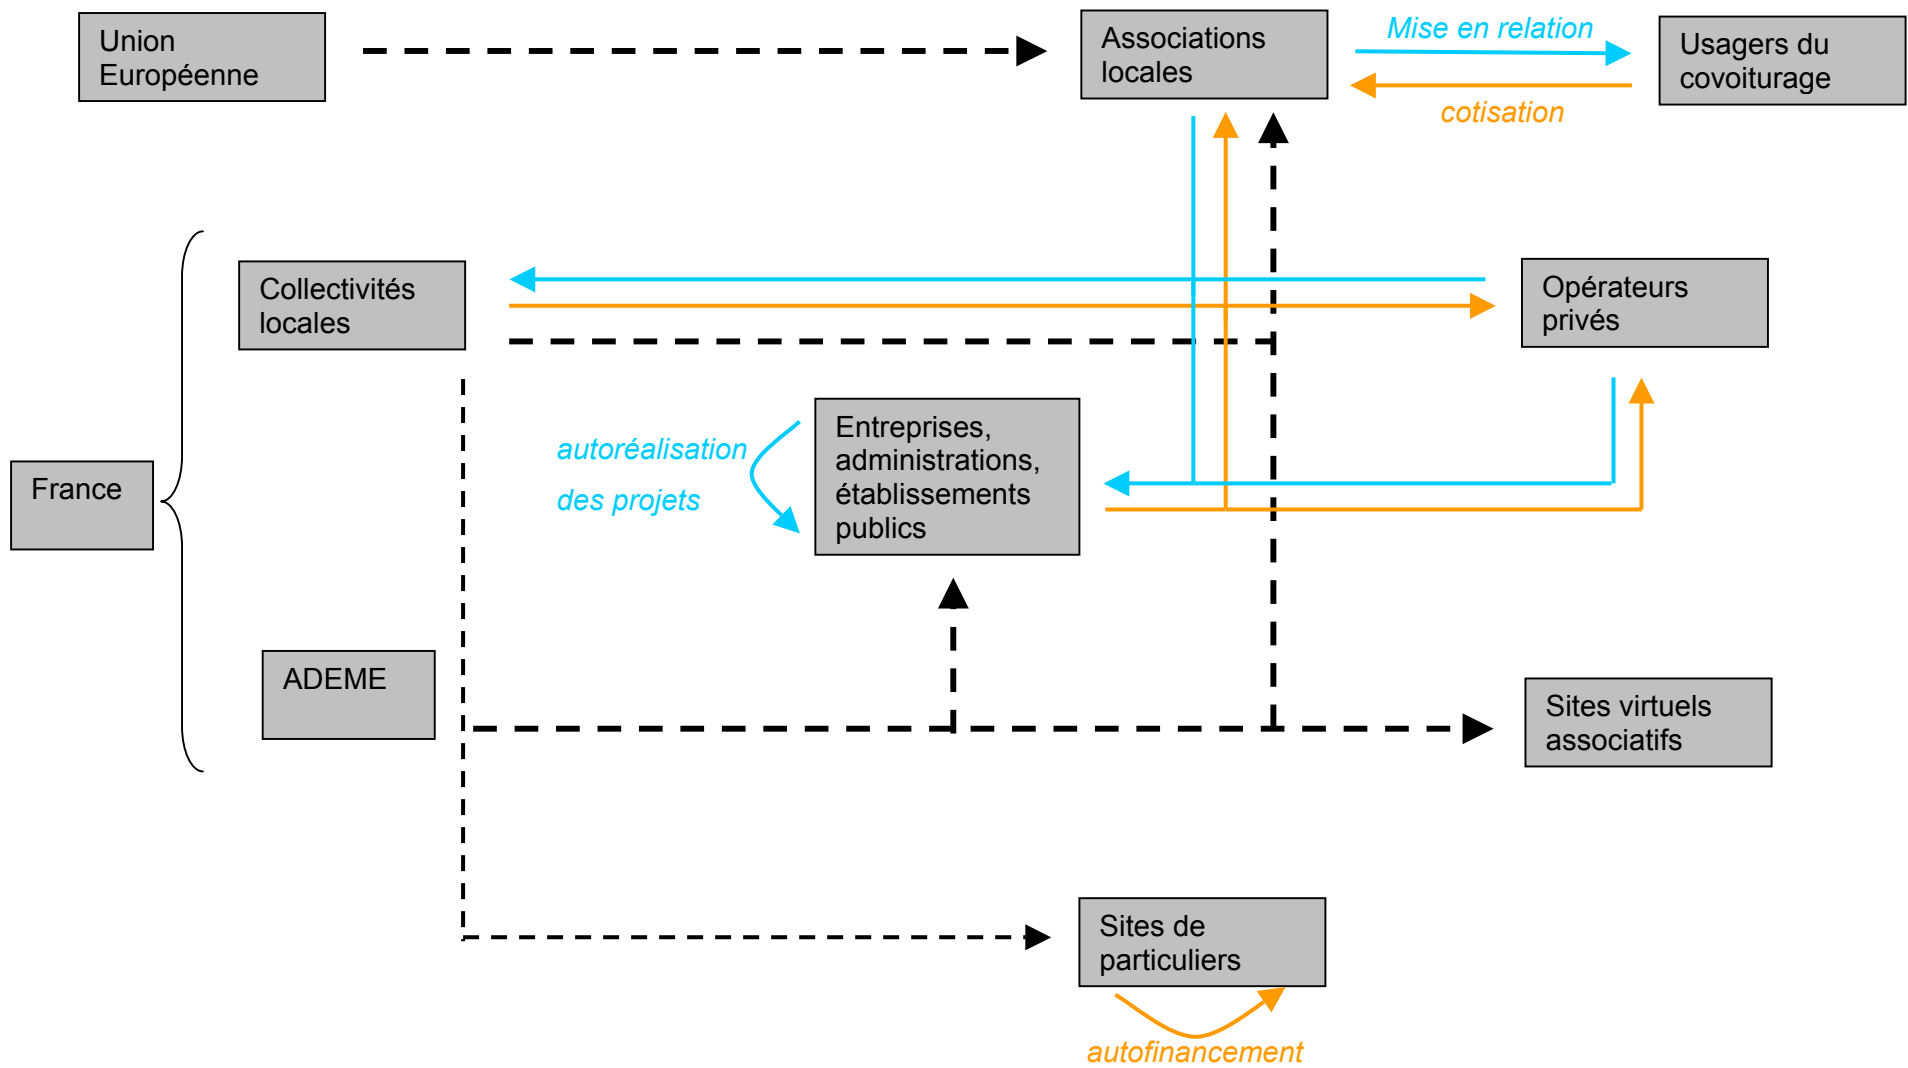 Union
Européenne
Associations
locales
Mise en relation
cotisation
Usagers du
covoiturage
Collectivités
locales
Opérateurs
privés
autoréalisation
des projets
Entreprises,
administrations,
établissements
publics
France
ADEME
Sites virtuels
associatifs
Sites de
particuliers
autofinancement